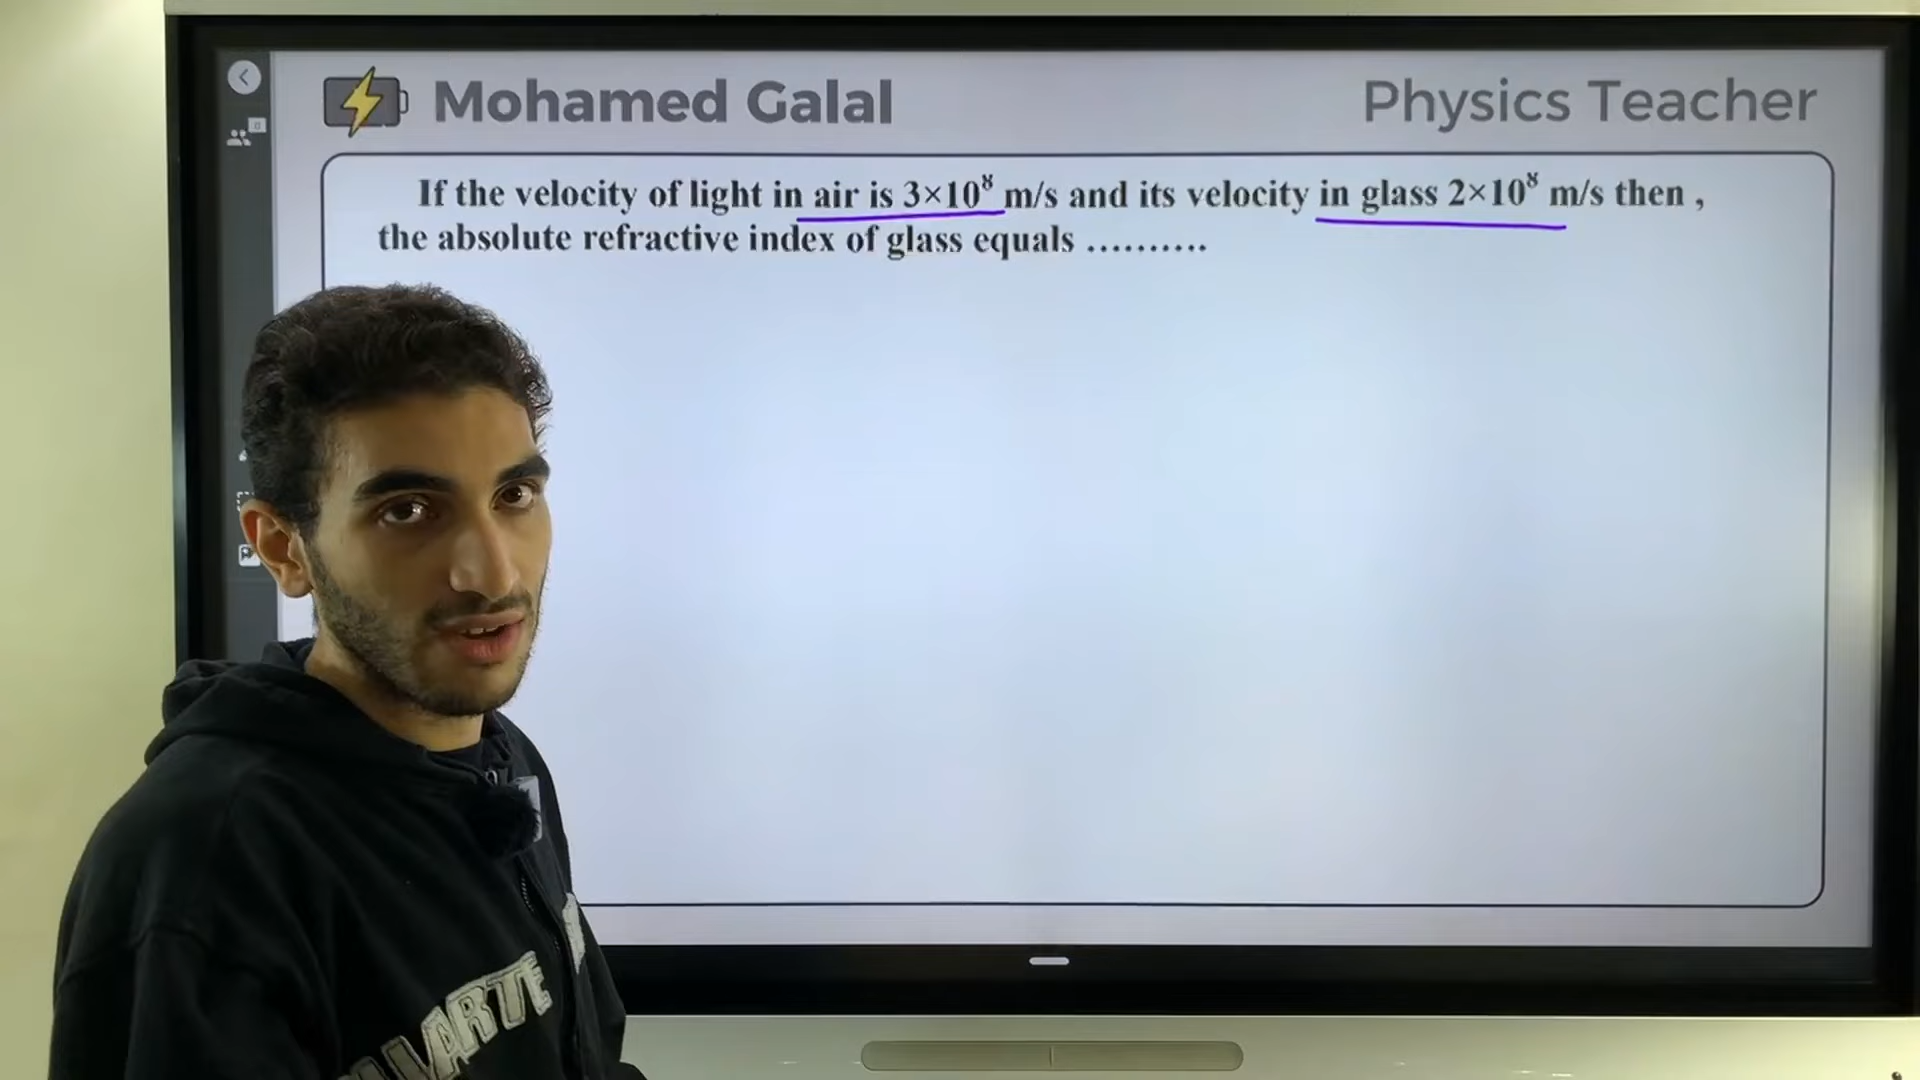 Mohamed Galal
Physics Teacher
If the velocity of light in air is 3×10⁸ m/s and its velocity in glass 2×10⁸ m/s then ,
the absolute refractive index of glass equals ..........